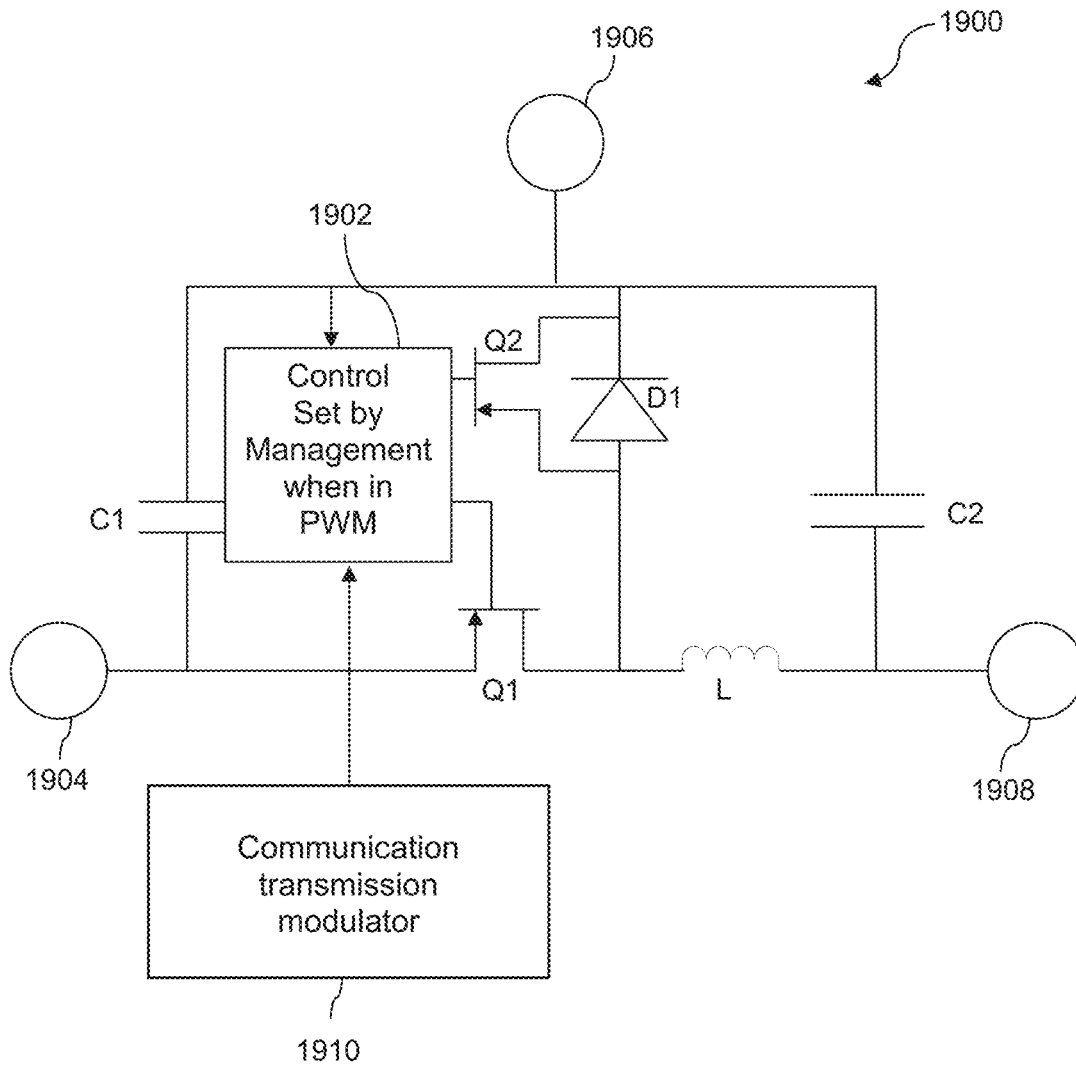 1900
1906
1902
Control
Set by
Management
when in
PWM
Q2
D1
C1
C2
Q1
L
1904
1908
Communication
transmission
modulator
1910